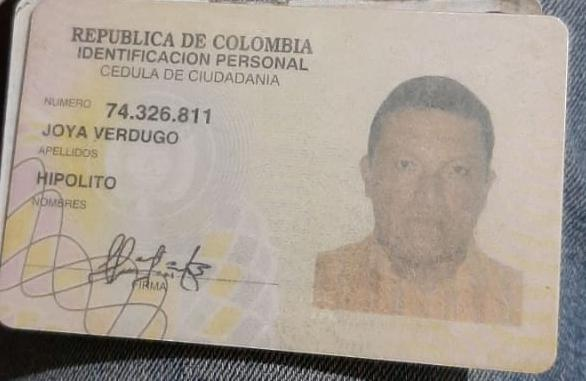 REPUBLICA DE COLOMBIA
IDENTIFICACION PERSONAL
CEDULA DE CIUDADANIA
NUMERO 74.326.811
JOYA VERDUGO
APELLIDOS
HIPOLITO
NOMBRES
FIRMA